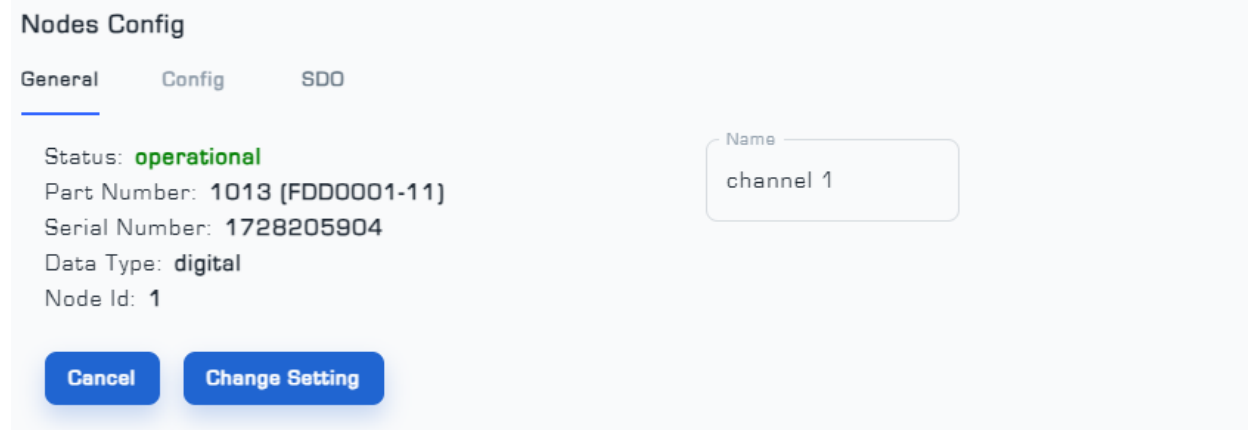 Nodes Config
General Config SDO
Status: operational
Part Number: 1013 (FDD0001-11)
Serial Number: 1728205904
Data Type: digital
Node Id: 1
Name
channel 1
Cancel Change Setting